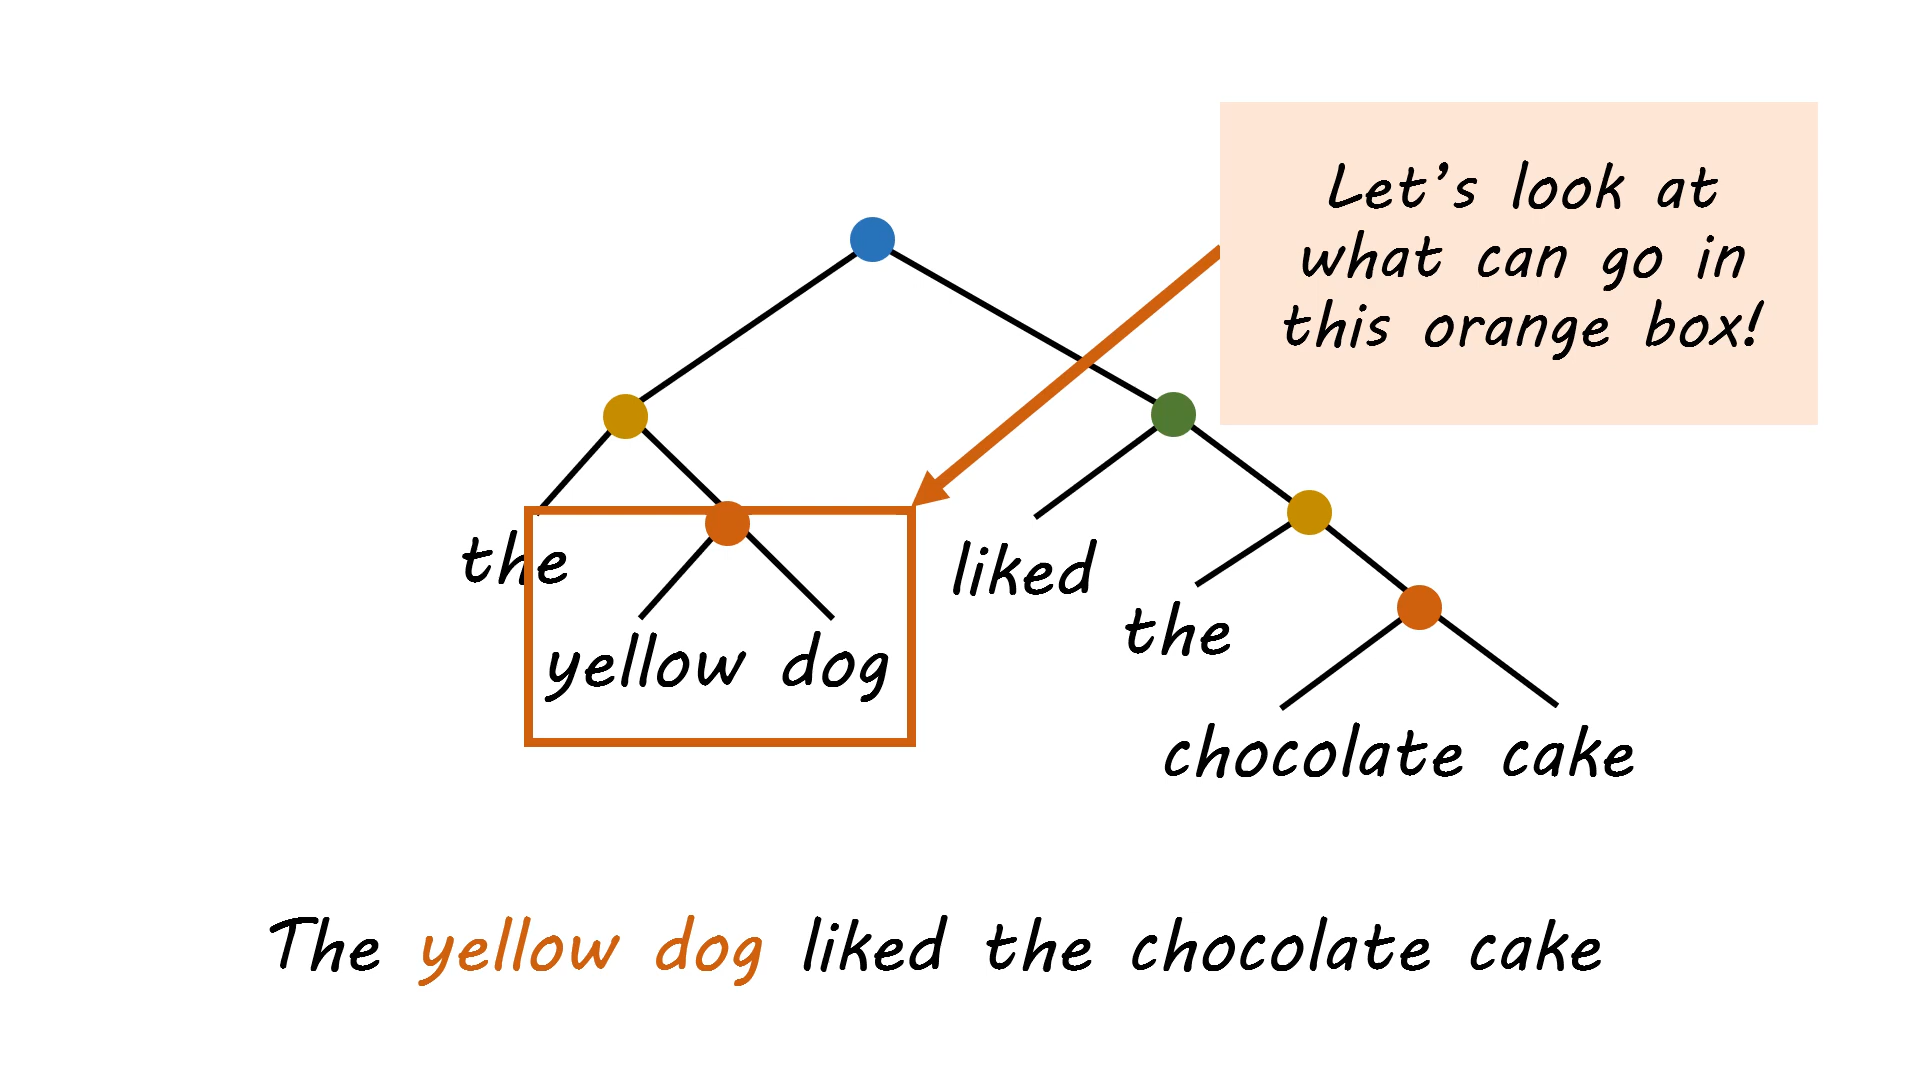 Let's look at
what can go in
this orange box!
the
liked
yellow dog
the
chocolate cake
The yellow dog liked the chocolate cake